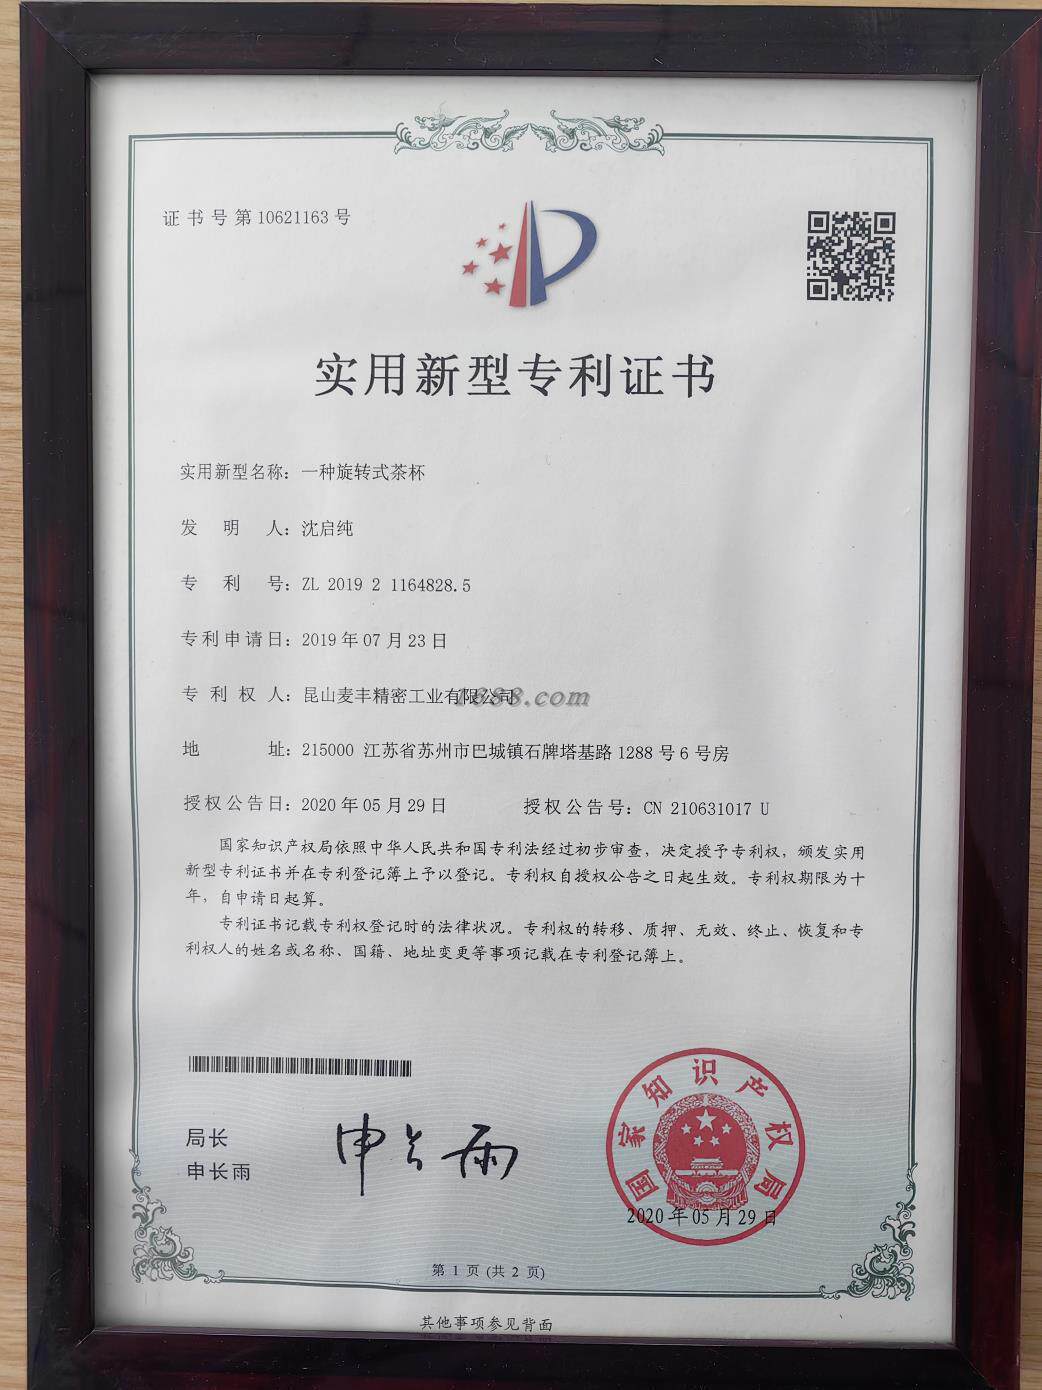 证书号第10621163号
实用新型专利证书
实用新型名称：一种旋转式茶杯
发明人：沈启纯
专利号：ZL 2019 2 1164828.5
专利申请日：2019年07月23日
专利权人：昆山麦丰精密工业有限公司
1688.com
地址：215000 江苏省苏州市巴城镇石牌塔基路1288号6号房
授权公告日：2020年05月29日 授权公告号：CN 210631017 U
国家知识产权局依照中华人民共和国专利法经过初步审查，决定授予专利权，颁发实用
新型专利证书并在专利登记簿上予以登记。专利权自授权公告之日起生效。专利权期限为十
年，自申请日起算。
专利证书记载专利权登记时的法律状况。专利权的转移、质押、无效、终止、恢复和专
利权人的姓名或名称、国籍、地址变更等事项记载在专利登记簿上。
局长
申长雨
申长雨
国家知识产权局
2020年05月29日
第1页(共2页)
其他事项参见背面